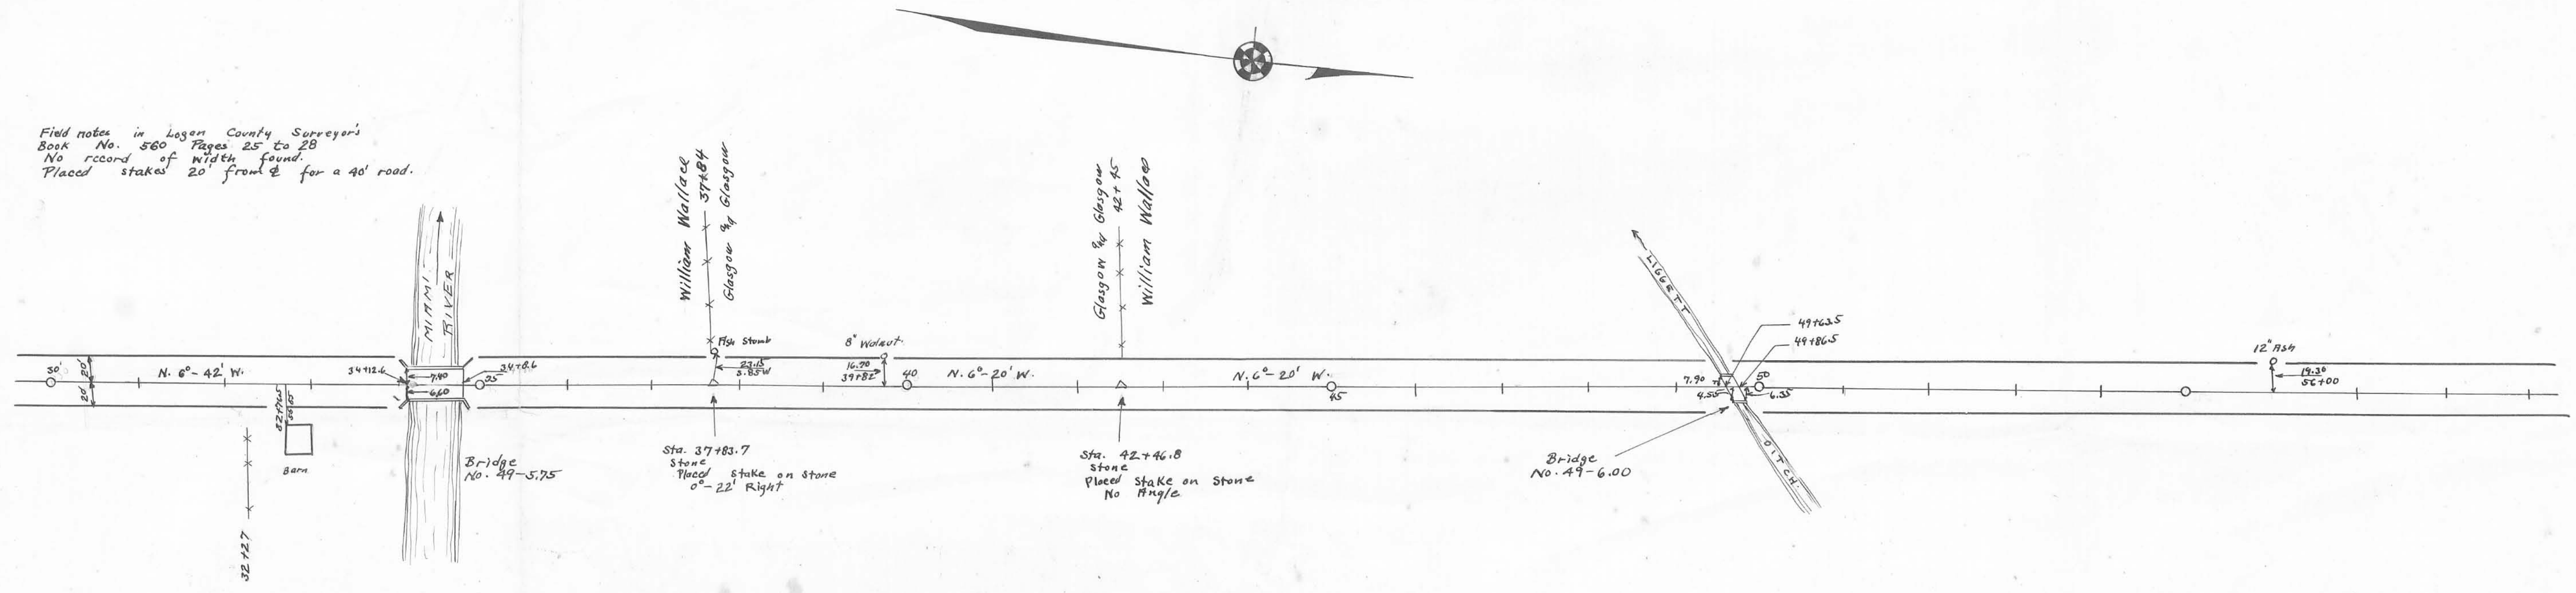 Field notes in Logan County Surveyor's
Book No. 560 Pages 25 to 28
No record of width found.
Placed stakes 20' from ℄ for a 40' road.
William Wallace
37+84
Glasgow & Glasgow
Glasgow & Glasgow
42+45
William Wallace
MIAMI
RIVER
LIGGETT
DITCH
30
20'
20'
N. 6°-42' W.
34+12.6
7.40
6.60
34+
35
Ash Stump
23.15
3.85W
8" Walnut
16.70
39+82
40
N. 6°-20' W.
N. 6°-20' W.
45
49+63.5
49+86.5
7.90
50
4.55
6.35
12" Ash
19.30
56+00
Barn
32+27
Bridge
No. 49-5.75
Sta. 37+83.7
Stone
Placed Stake on Stone
0°-22' Right
Sta. 42+46.8
Stone
Placed Stake on Stone
No Angle
Bridge
No. 49-6.00